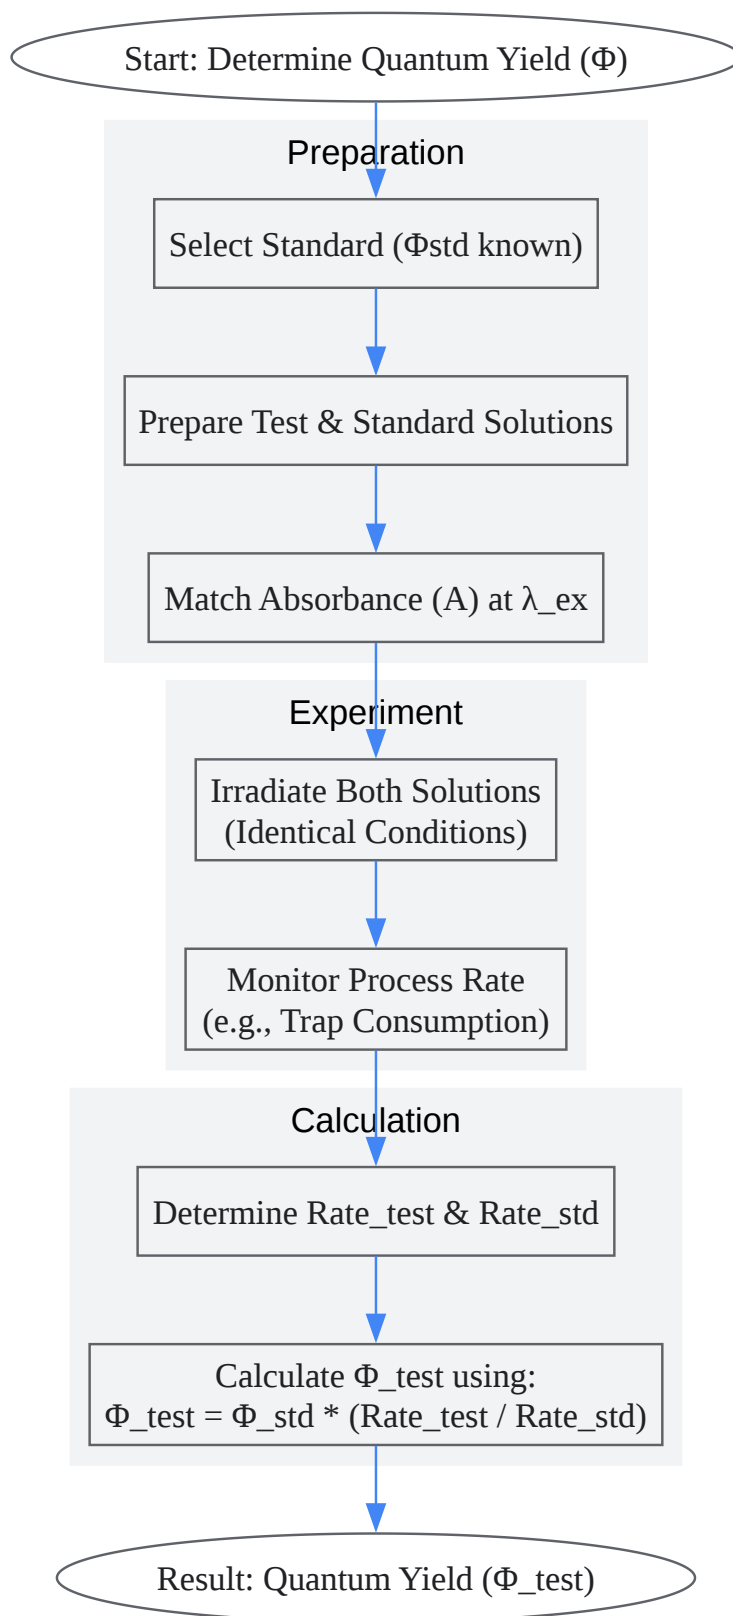 Start: Determine Quantum Yield (Φ)
Preparation
Select Standard (Φstd known)
Prepare Test & Standard Solutions
Match Absorbance (A) at λ_ex
Experiment
Irradiate Both Solutions
(Identical Conditions)
Monitor Process Rate
(e.g., Trap Consumption)
Calculation
Determine Rate_test & Rate_std
Calculate Φ_test using:
Φ_test = Φ_std * (Rate_test / Rate_std)
Result: Quantum Yield (Φ_test)